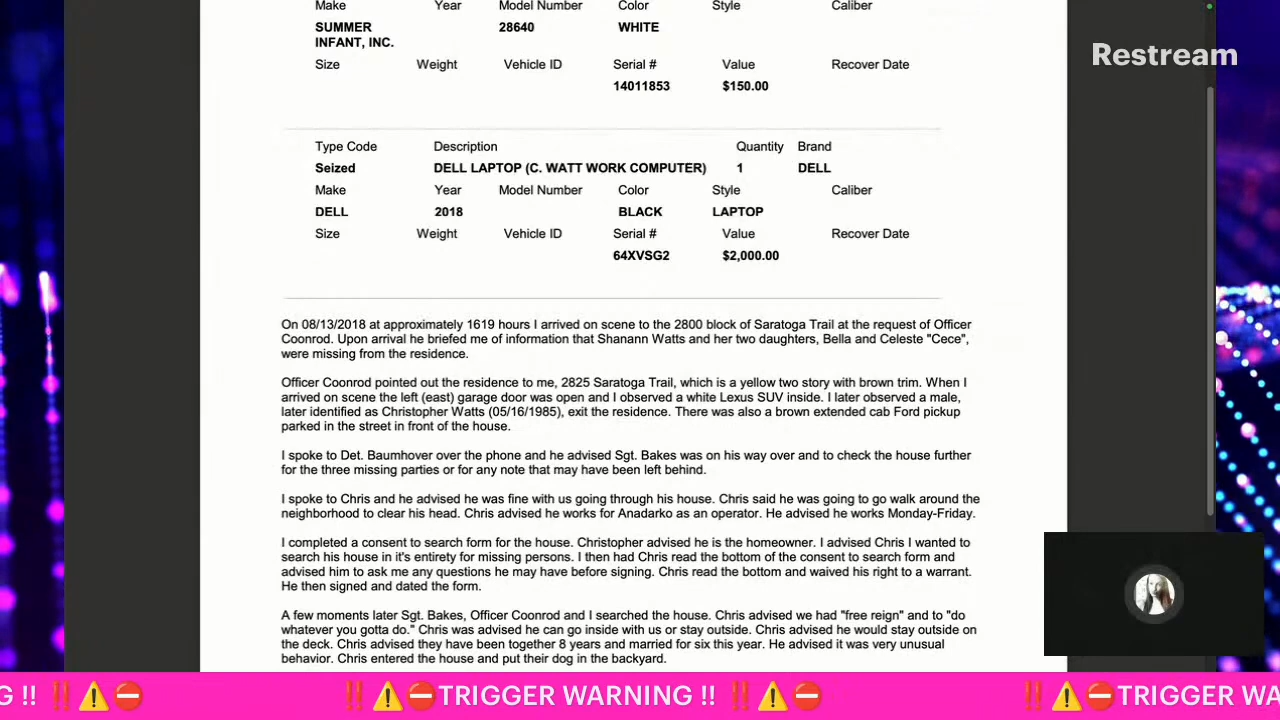 Make Year Model Number Color Style Caliber
SUMMER INFANT, INC. 28640 WHITE
Size Weight Vehicle ID Serial # Value Recover Date
14011853 $150.00
Restream
Type Code Description Quantity Brand
Seized DELL LAPTOP (C. WATT WORK COMPUTER) 1 DELL
Make Year Model Number Color Style Caliber
DELL 2018 BLACK LAPTOP
Size Weight Vehicle ID Serial # Value Recover Date
64XVSG2 $2,000.00
On 08/13/2018 at approximately 1619 hours I arrived on scene to the 2800 block of Saratoga Trail at the request of Officer
Coonrod. Upon arrival he briefed me of information that Shanann Watts and her two daughters, Bella and Celeste "Cece",
were missing from the residence.
Officer Coonrod pointed out the residence to me, 2825 Saratoga Trail, which is a yellow two story with brown trim. When I
arrived on scene the left (east) garage door was open and I observed a white Lexus SUV inside. I later observed a male,
later identified as Christopher Watts (05/16/1985), exit the residence. There was also a brown extended cab Ford pickup
parked in the street in front of the house.
I spoke to Det. Baumhover over the phone and he advised Sgt. Bakes was on his way over and to check the house further
for the three missing parties or for any note that may have been left behind.
I spoke to Chris and he advised he was fine with us going through his house. Chris said he was going to go walk around the
neighborhood to clear his head. Chris advised he works for Anadarko as an operator. He advised he works Monday-Friday.
I completed a consent to search form for the house. Christopher advised he is the homeowner. I advised Chris I wanted to
search his house in it's entirety for missing persons. I then had Chris read the bottom of the consent to search form and
advised him to ask me any questions he may have before signing. Chris read the bottom and waived his right to a warrant.
He then signed and dated the form.
A few moments later Sgt. Bakes, Officer Coonrod and I searched the house. Chris advised we had "free reign" and to "do
whatever you gotta do." Chris was advised he can go inside with us or stay outside. Chris advised he would stay outside on
the deck. Chris advised they have been together 8 years and married for six this year. He advised it was very unusual
behavior. Chris entered the house and put their dog in the backyard.
G !! ‼️⚠️⛔ ‼️⚠️⛔TRIGGER WARNING !! ‼️⚠️⛔ ‼️⚠️⛔TRIGGER WA